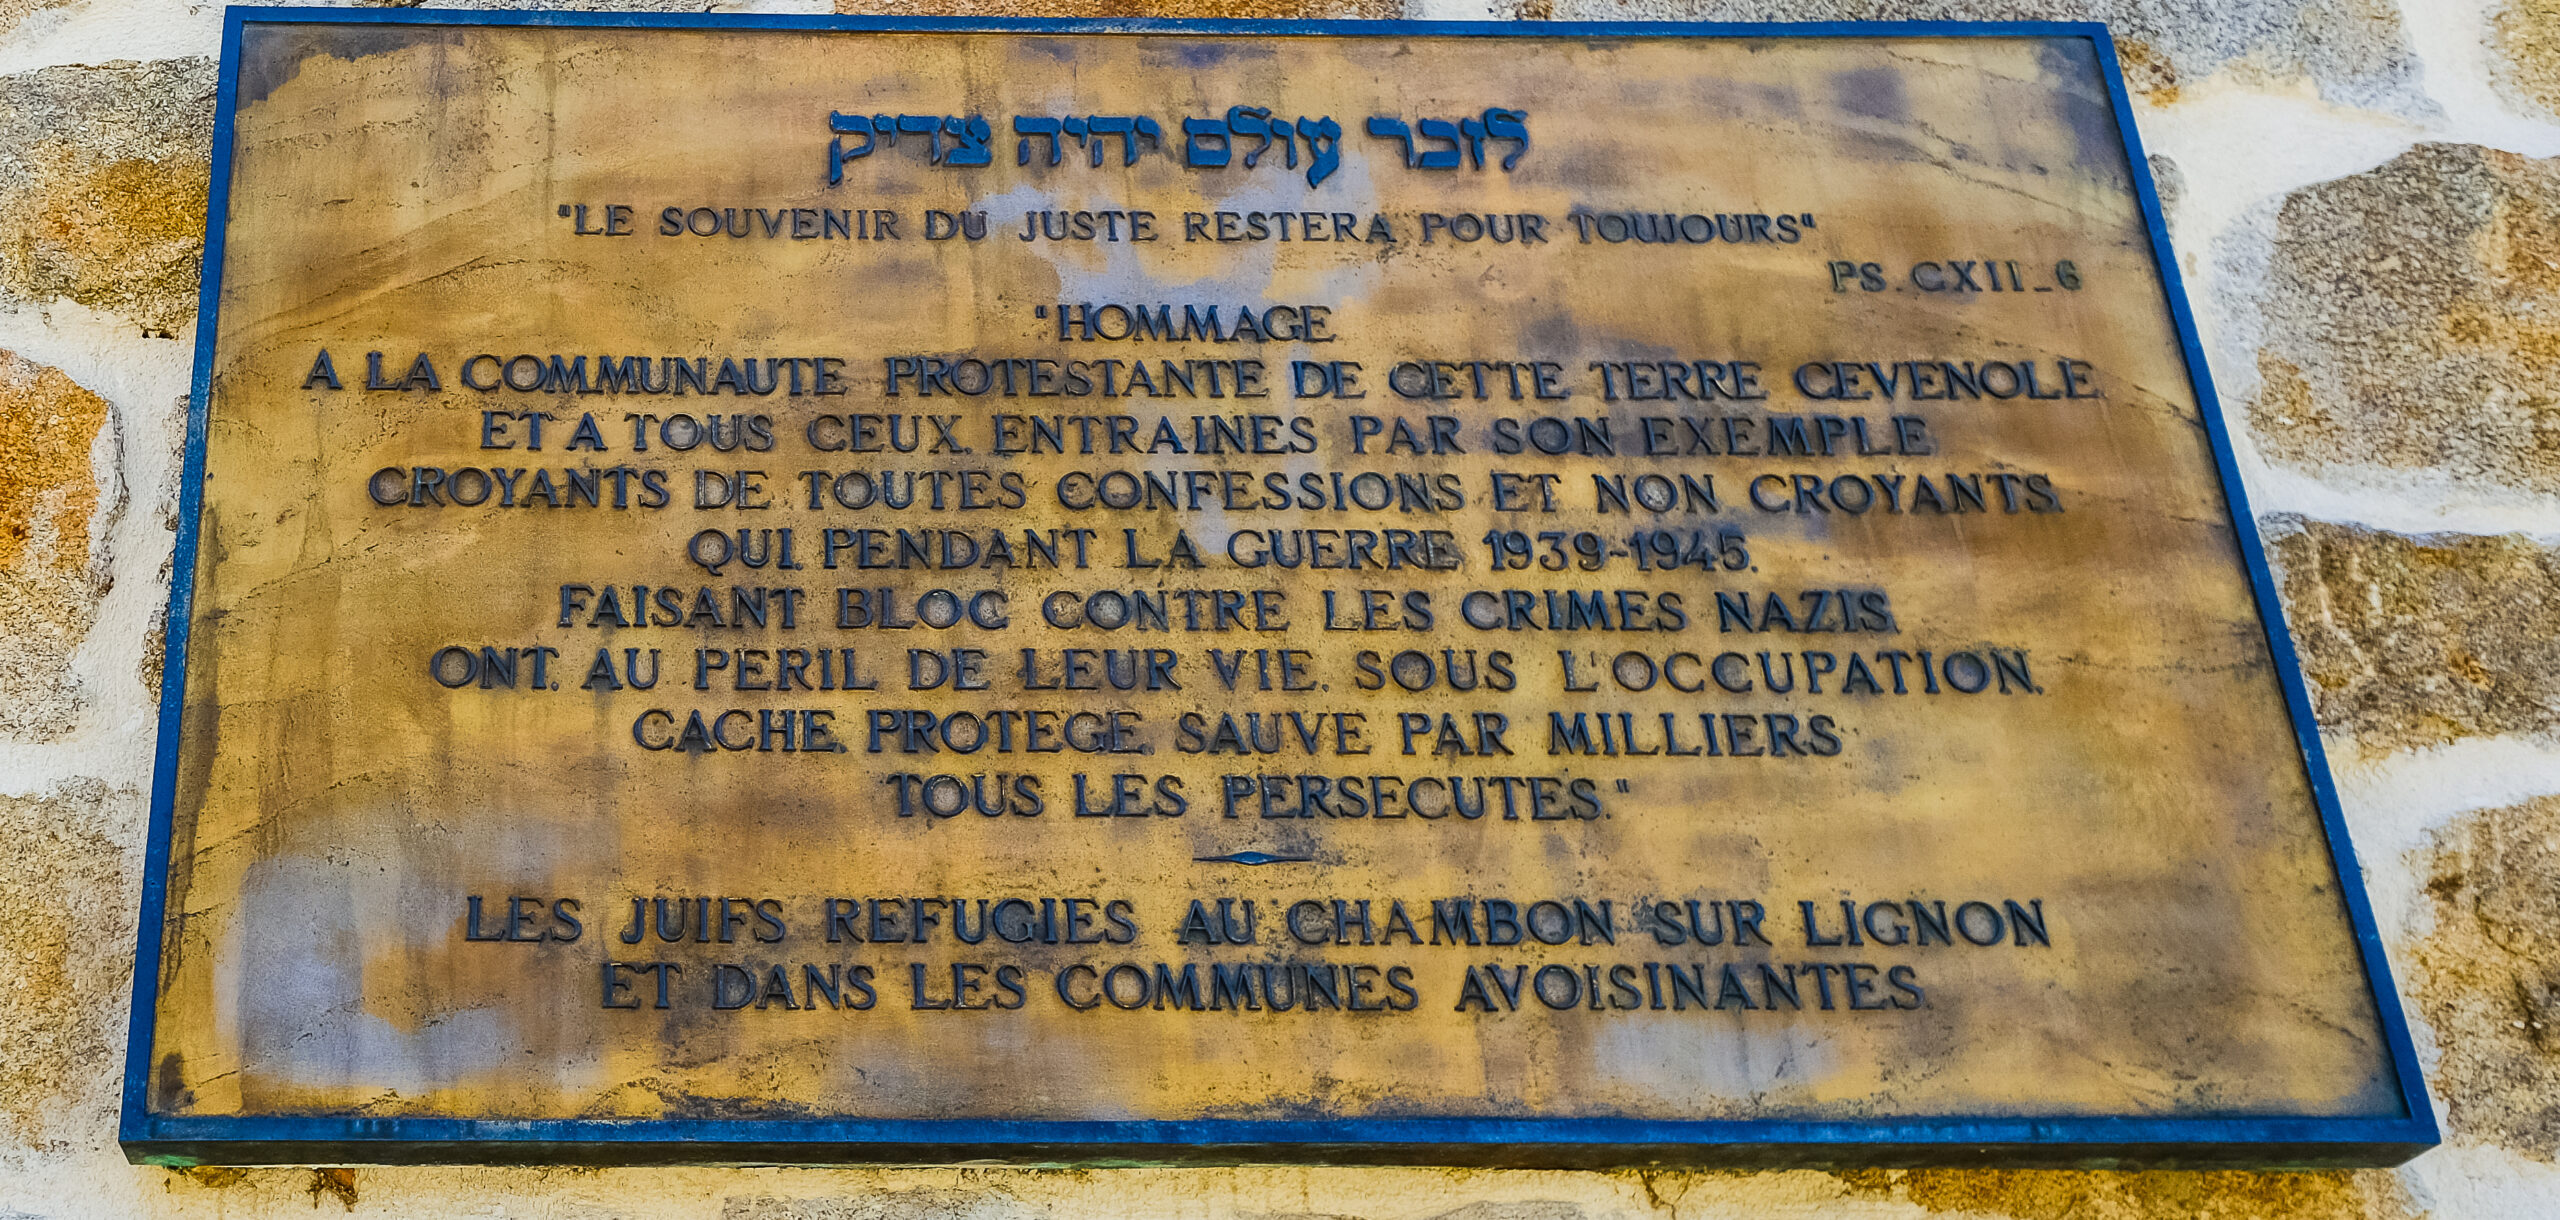 לזכר עולם יהיה צדיק
"LE SOUVENIR DU JUSTE RESTERA POUR TOUJOURS"
PS_CXII_6
"HOMMAGE
A LA COMMUNAUTE PROTESTANTE DE CETTE TERRE CEVENOLE
ET A TOUS CEUX, ENTRAINES PAR SON EXEMPLE
CROYANTS DE TOUTES CONFESSIONS ET NON CROYANTS,
QUI, PENDANT LA GUERRE 1939-1945,
FAISANT BLOC CONTRE LES CRIMES NAZIS,
ONT, AU PERIL DE LEUR VIE, SOUS L'OCCUPATION,
CACHE, PROTEGE, SAUVE PAR MILLIERS
TOUS LES PERSECUTES."
LES JUIFS REFUGIES AU CHAMBON SUR LIGNON
ET DANS LES COMMUNES AVOISINANTES.